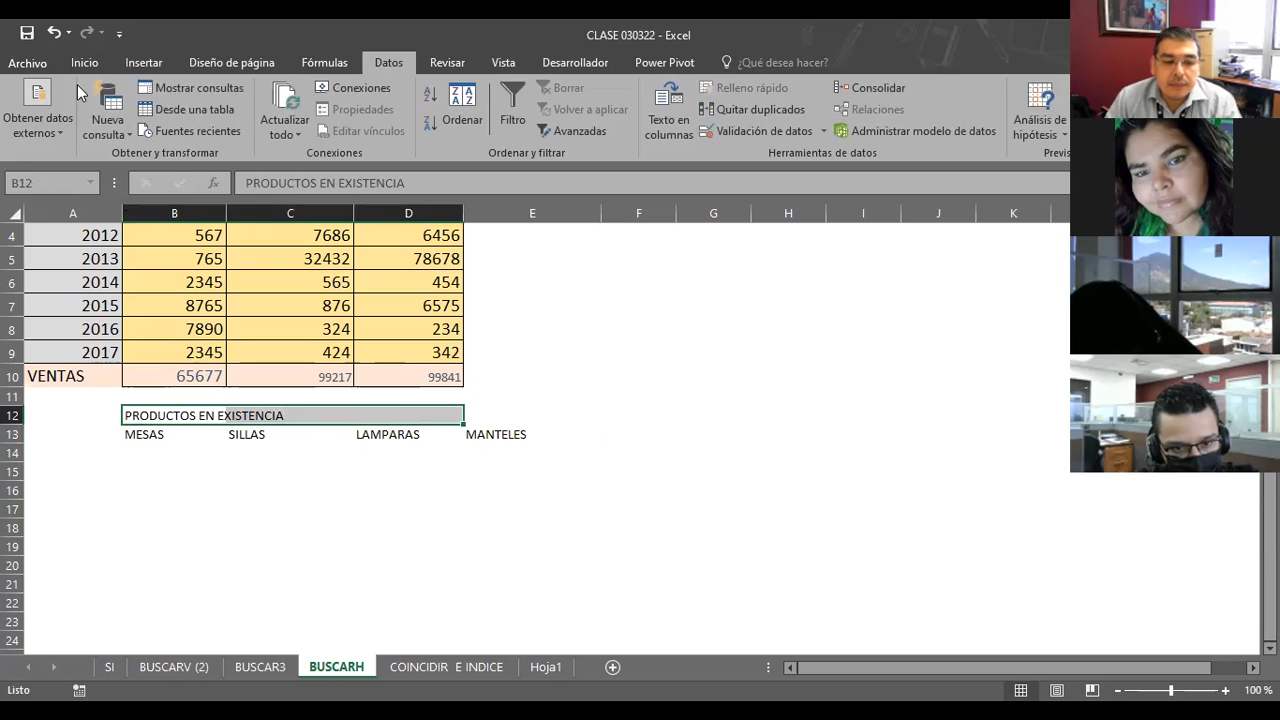 CLASE 030322 - Excel
Archivo Inicio Insertar Diseño de página Fórmulas Datos Revisar Vista Desarrollador Power Pivot ¿Qué desea hacer?
Obtener datos externos
Nueva consulta
Mostrar consultas
Desde una tabla
Fuentes recientes
Obtener y transformar
Actualizar todo
Conexiones
Propiedades
Editar vínculos
Conexiones
Ordenar
Filtro
Borrar
Volver a aplicar
Avanzadas
Ordenar y filtrar
Texto en columnas
Relleno rápido
Quitar duplicados
Validación de datos
Consolidar
Relaciones
Administrar modelo de datos
Herramientas de datos
Análisis de hipótesis
Previs
B12 fx PRODUCTOS EN EXISTENCIA
A B C D E F G H I J K
4 2012 567 7686 6456
5 2013 765 32432 78678
6 2014 2345 565 454
7 2015 8765 876 6575
8 2016 7890 324 234
9 2017 2345 424 342
10 VENTAS 65677 99217 99841
11
12 PRODUCTOS EN EXISTENCIA
13 MESAS SILLAS LAMPARAS MANTELES
14
15
16
17
18
19
20
21
22
23
24
SI BUSCARV (2) BUSCAR3 BUSCARH COINCIDIR E INDICE Hoja1
Listo 100 %